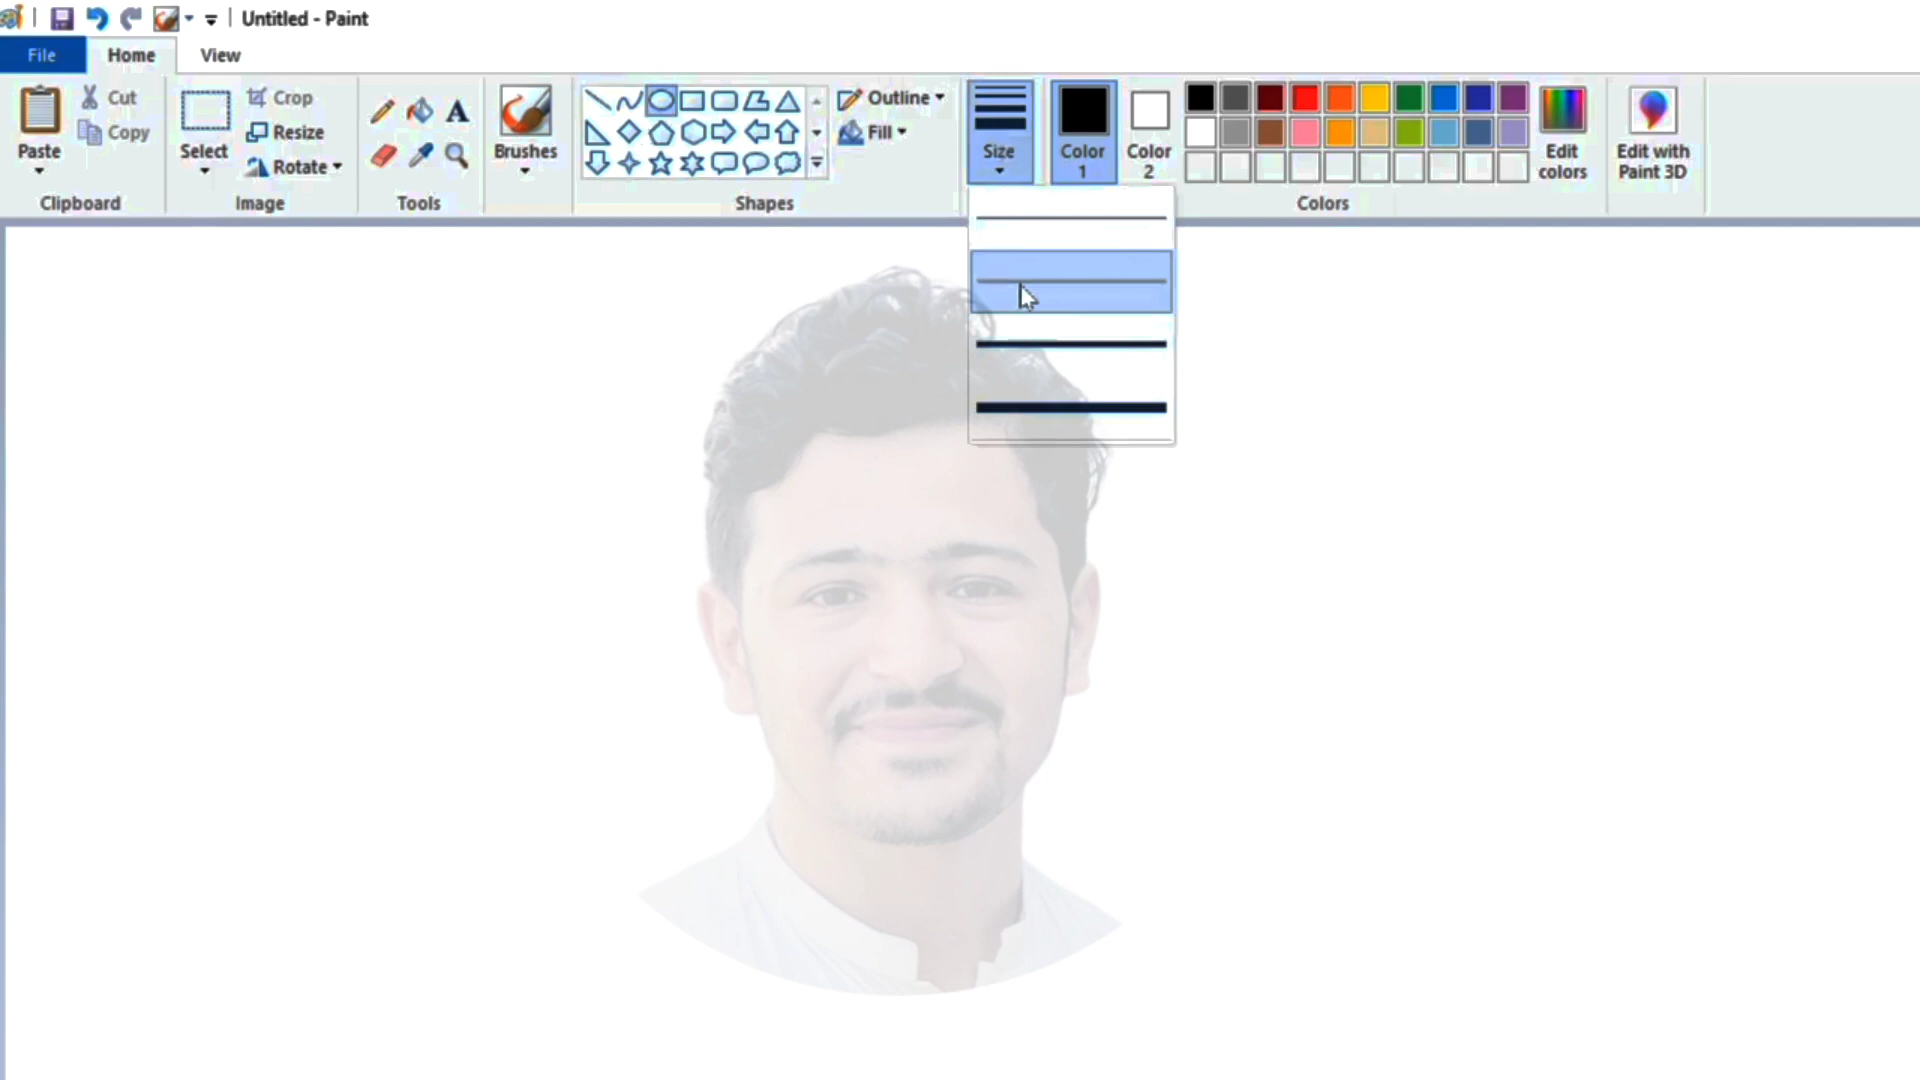 Untitled - Paint
File Home View
Paste
Cut
Copy
Clipboard
Select
Crop
Resize
Rotate
Image
Tools
Brushes
Outline
Fill
Shapes
Size
Color
1
Color
2
Edit
colors
Colors
Edit with
Paint 3D